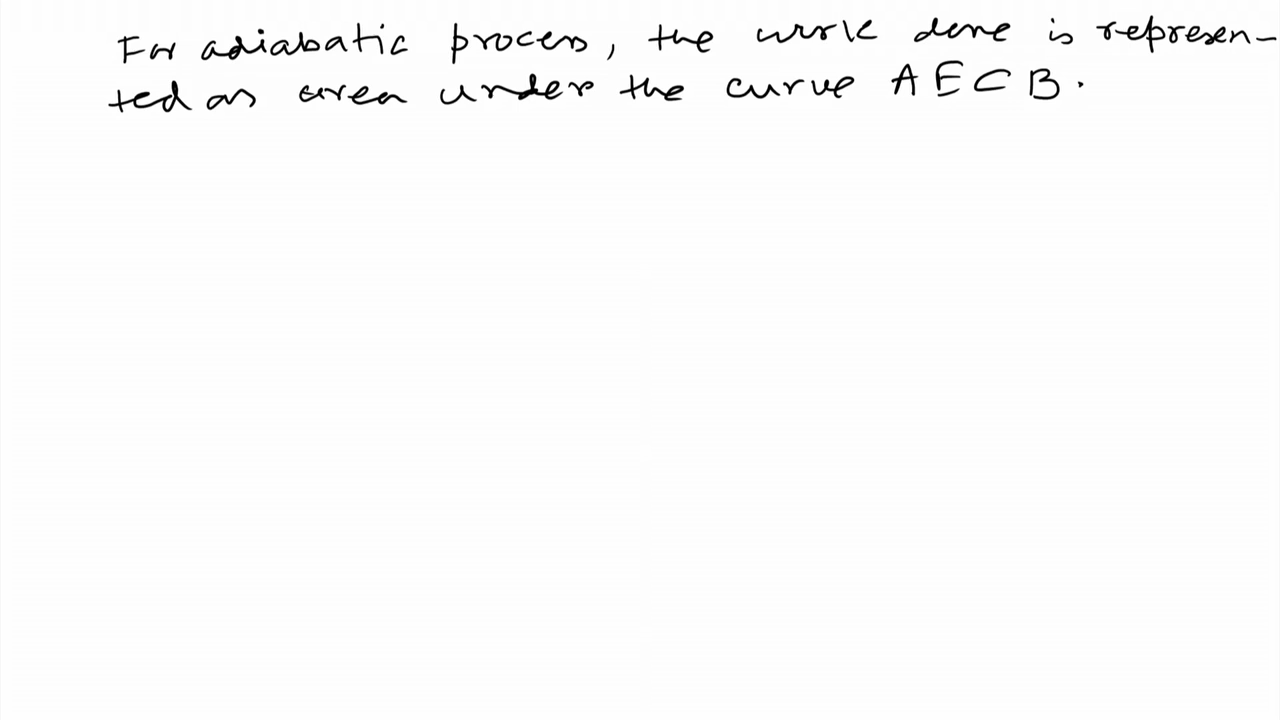 For adiabatic process, the work done is represen-
ted as area under the curve AECB.